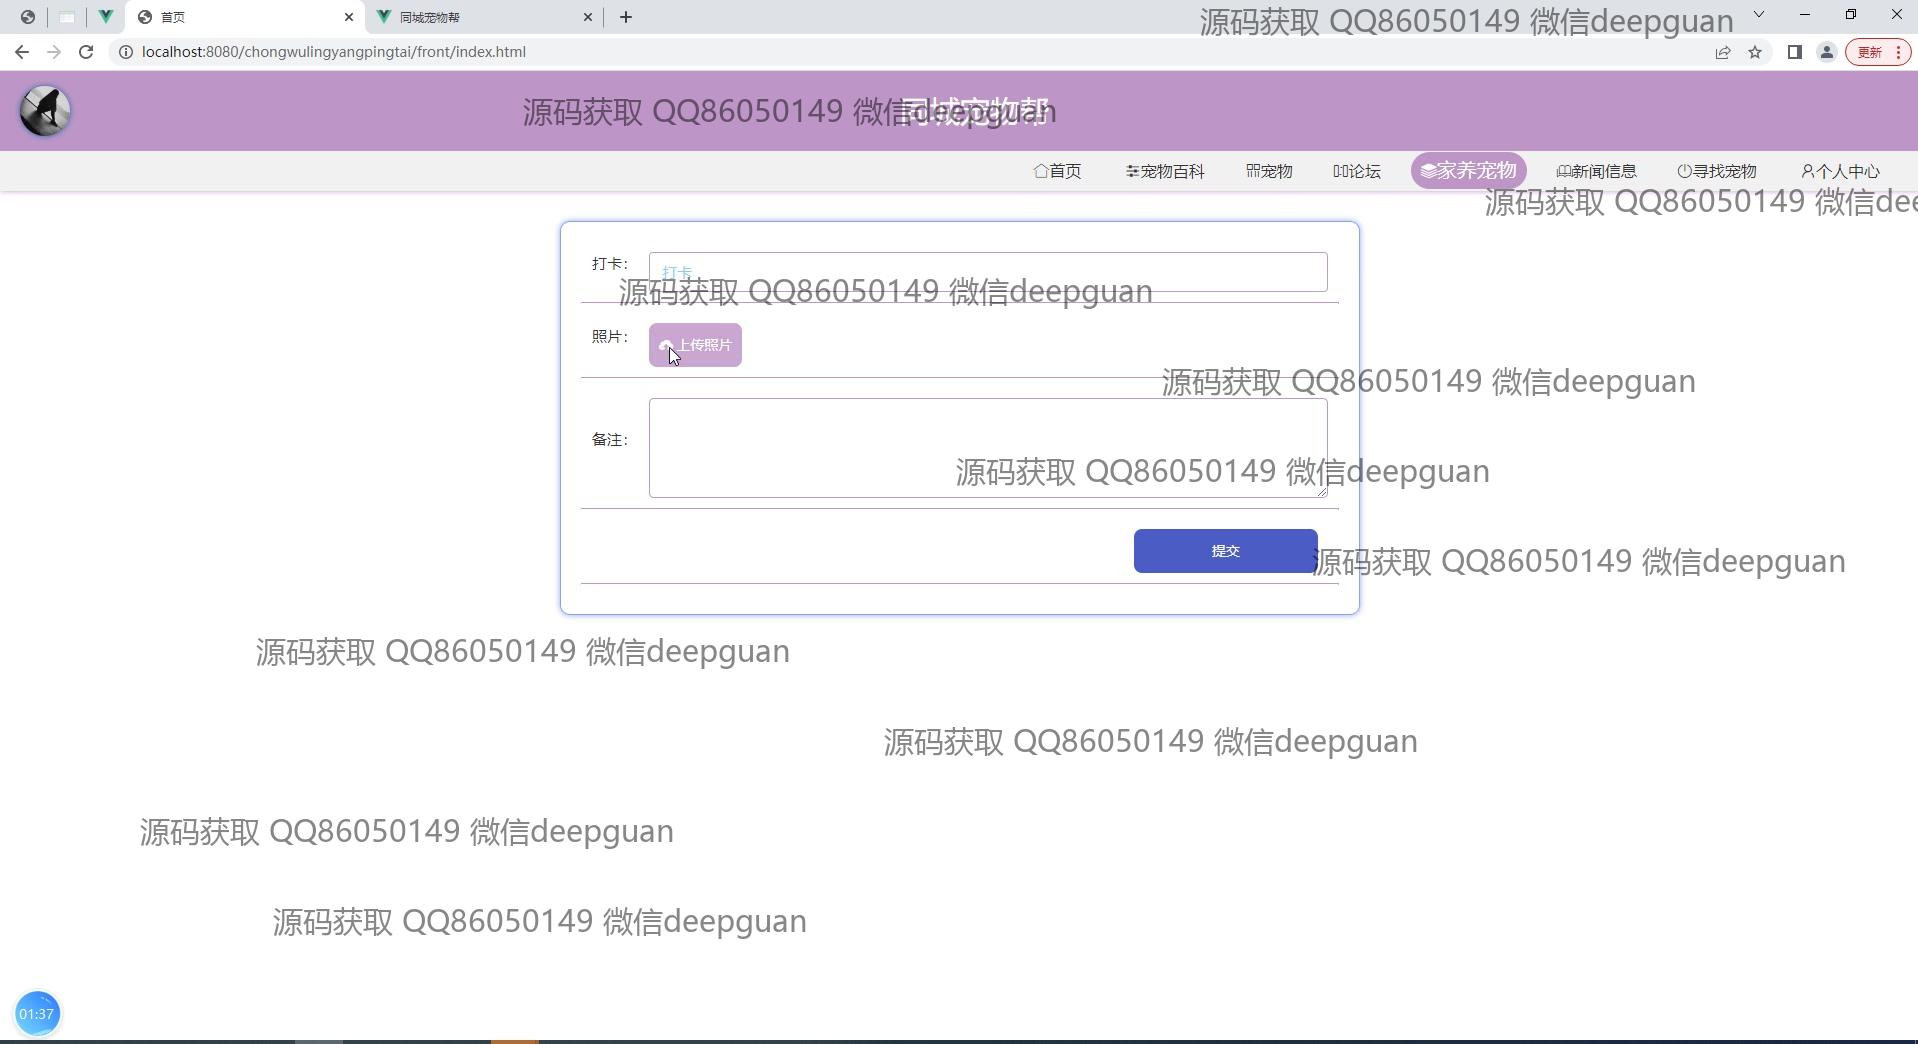 首页
同城宠物帮
源码获取 QQ86050149 微信deepguan
localhost:8080/chongwulingyangpingtai/front/index.html
更新
同城宠物帮
源码获取 QQ86050149 微信deepguan
首页
宠物百科
宠物
论坛
家养宠物
新闻信息
寻找宠物
个人中心
源码获取 QQ86050149 微信dee
打卡：
打卡
源码获取 QQ86050149 微信deepguan
照片：
上传照片
源码获取 QQ86050149 微信deepguan
备注：
源码获取 QQ86050149 微信deepguan
提交
源码获取 QQ86050149 微信deepguan
源码获取 QQ86050149 微信deepguan
源码获取 QQ86050149 微信deepguan
源码获取 QQ86050149 微信deepguan
源码获取 QQ86050149 微信deepguan
01:37